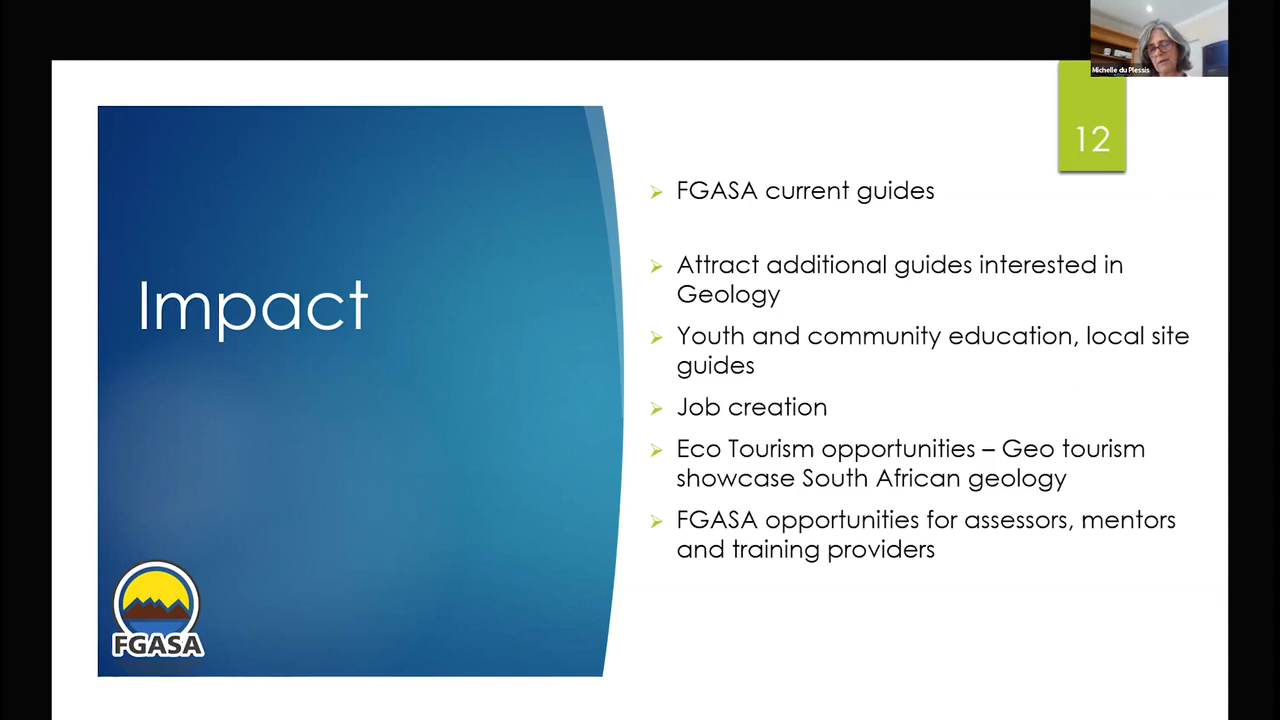 Michelle du Plessis
12
Impact
FGASA current guides
Attract additional guides interested in
Geology
Youth and community education, local site
guides
Job creation
Eco Tourism opportunities – Geo tourism
showcase South African geology
FGASA opportunities for assessors, mentors
and training providers
FGASA